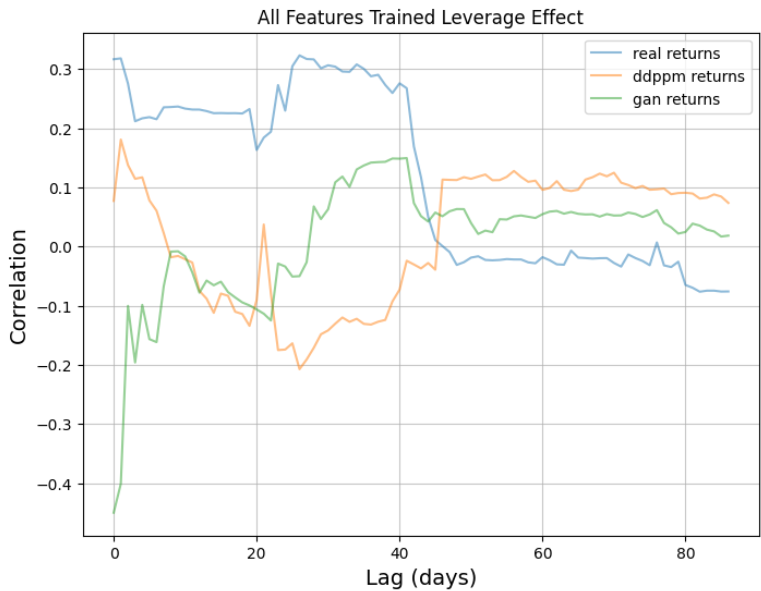 All Features Trained Leverage Effect
real returns
ddppm returns
gan returns
Correlation
0.3
0.2
0.1
0.0
−0.1
−0.2
−0.3
−0.4
0 20 40 60 80
Lag (days)